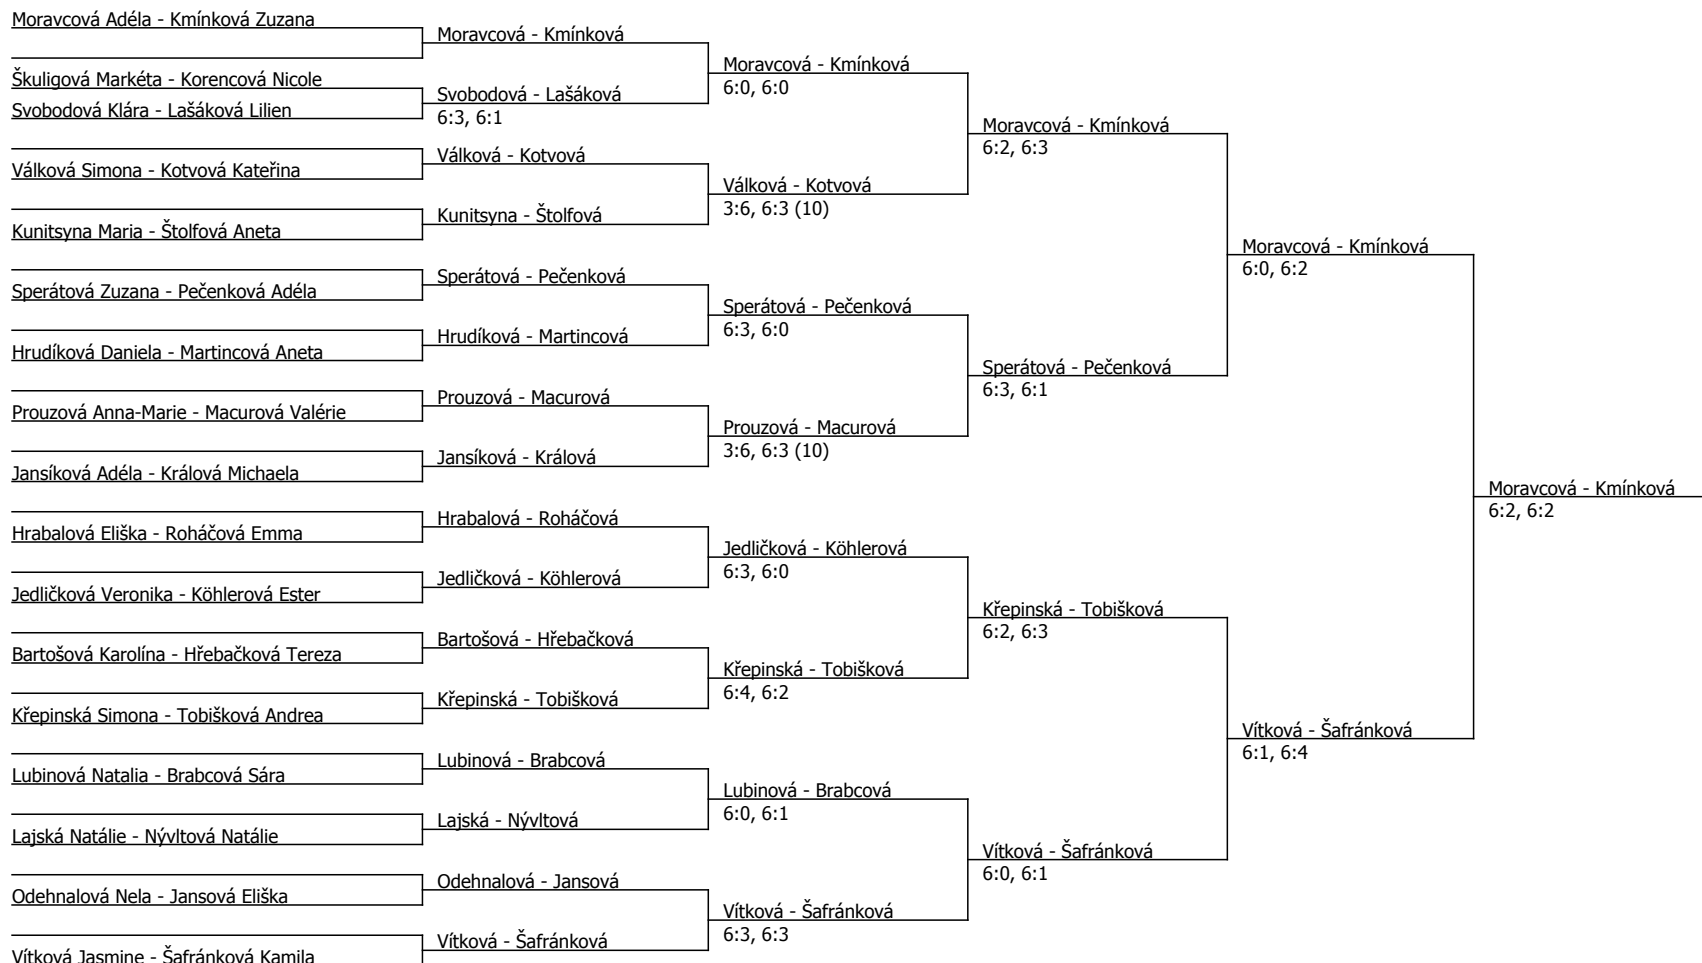 Moravcová Adéla - Kmínková Zuzana
Škuligová Markéta - Korencová Nicole
Svobodová Klára - Lašáková Lilien
Válková Simona - Kotvová Kateřina
Kunitsyna Maria - Štolfová Aneta
Sperátová Zuzana - Pečenková Adéla
Hrudíková Daniela - Martincová Aneta
Prouzová Anna-Marie - Macurová Valérie
Jansíková Adéla - Králová Michaela
Hrabalová Eliška - Roháčová Emma
Jedličková Veronika - Köhlerová Ester
Bartošová Karolína - Hřebačková Tereza
Křepinská Simona - Tobišková Andrea
Lubinová Natalia - Brabcová Sára
Lajská Natálie - Nývltová Natálie
Odehnalová Nela - Jansová Eliška
Vítková Jasmine - Šafránková Kamila
Moravcová - Kmínková
Svobodová - Lašáková
6:3, 6:1
Válková - Kotvová
Kunitsyna - Štolfová
Sperátová - Pečenková
Hrudíková - Martincová
Prouzová - Macurová
Jansíková - Králová
Hrabalová - Roháčová
Jedličková - Köhlerová
Bartošová - Hřebačková
Křepinská - Tobišková
Lubinová - Brabcová
Lajská - Nývltová
Odehnalová - Jansová
Vítková - Šafránková
Moravcová - Kmínková
6:0, 6:0
Válková - Kotvová
3:6, 6:3 (10)
Sperátová - Pečenková
6:3, 6:0
Prouzová - Macurová
3:6, 6:3 (10)
Jedličková - Köhlerová
6:3, 6:0
Křepinská - Tobišková
6:4, 6:2
Lubinová - Brabcová
6:0, 6:1
Vítková - Šafránková
6:3, 6:3
Moravcová - Kmínková
6:2, 6:3
Sperátová - Pečenková
6:3, 6:1
Křepinská - Tobišková
6:2, 6:3
Vítková - Šafránková
6:0, 6:1
Moravcová - Kmínková
6:0, 6:2
Vítková - Šafránková
6:1, 6:4
Moravcová - Kmínková
6:2, 6:2